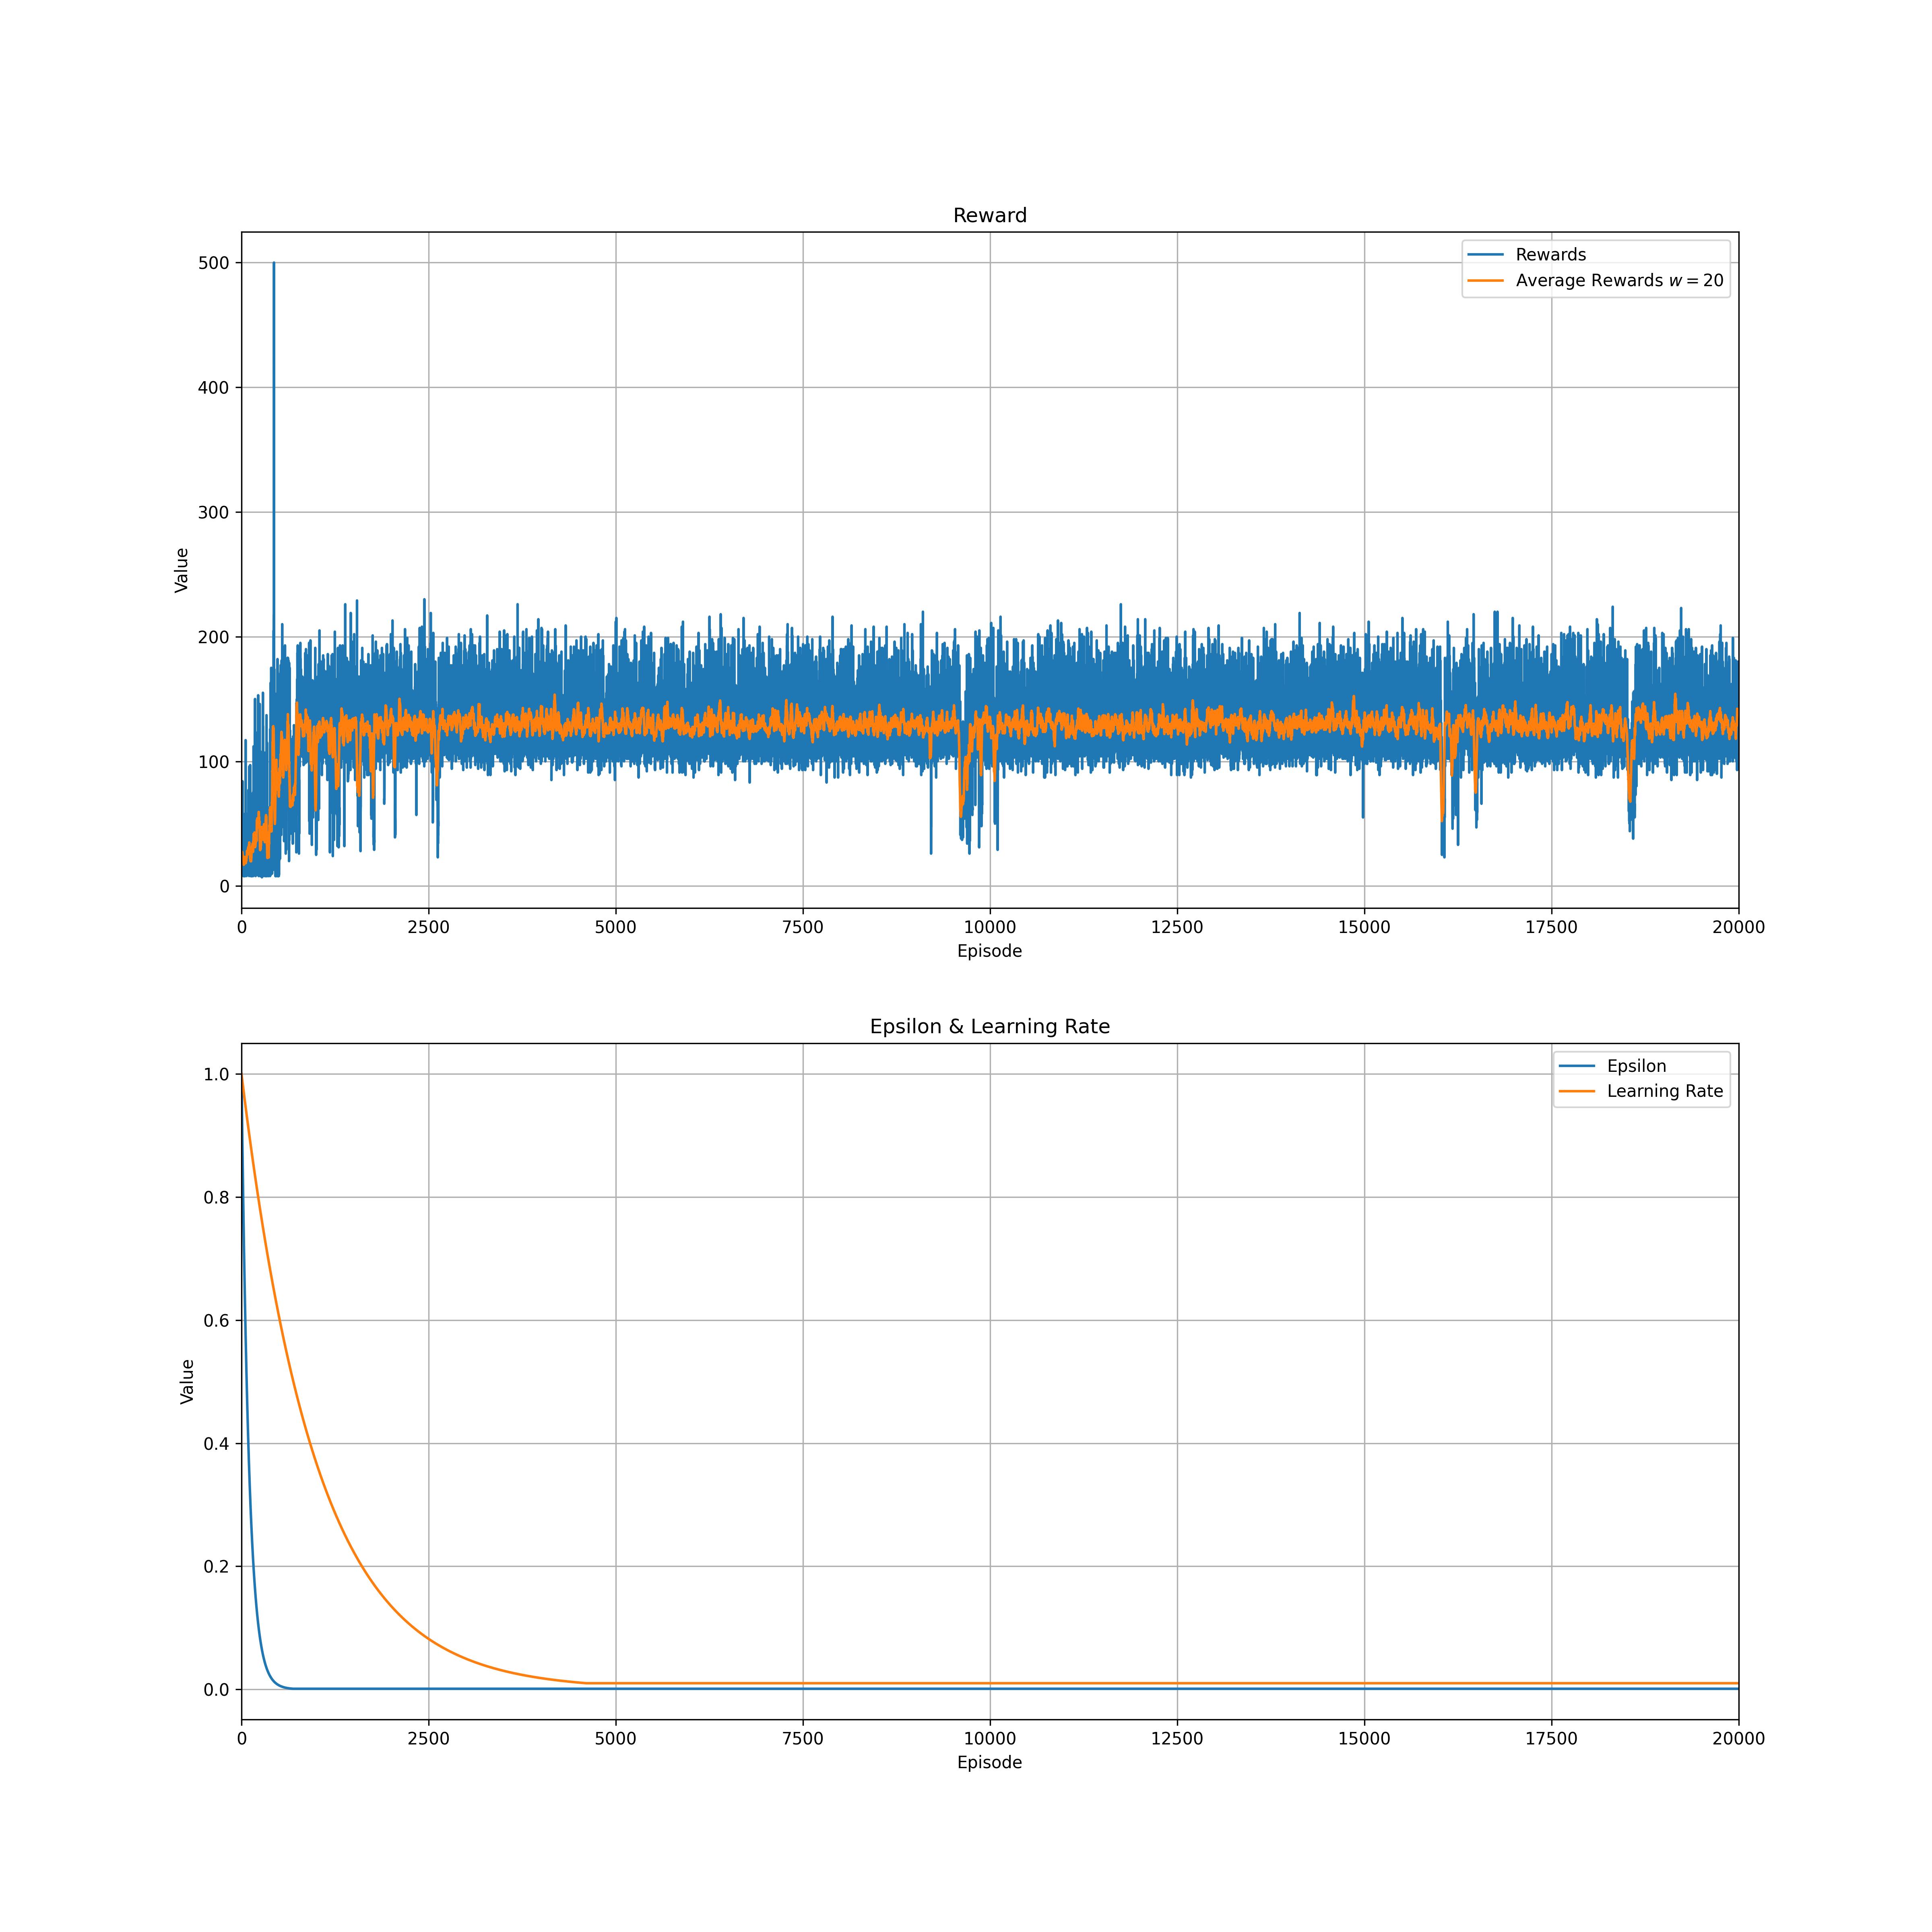 Reward
Rewards
Average Rewards w = 20
500
400
300
200
100
0
Value
0 2500 5000 7500 10000 12500 15000 17500 20000
Episode
Epsilon & Learning Rate
Epsilon
Learning Rate
1.0
0.8
0.6
0.4
0.2
0.0
Value
0 2500 5000 7500 10000 12500 15000 17500 20000
Episode